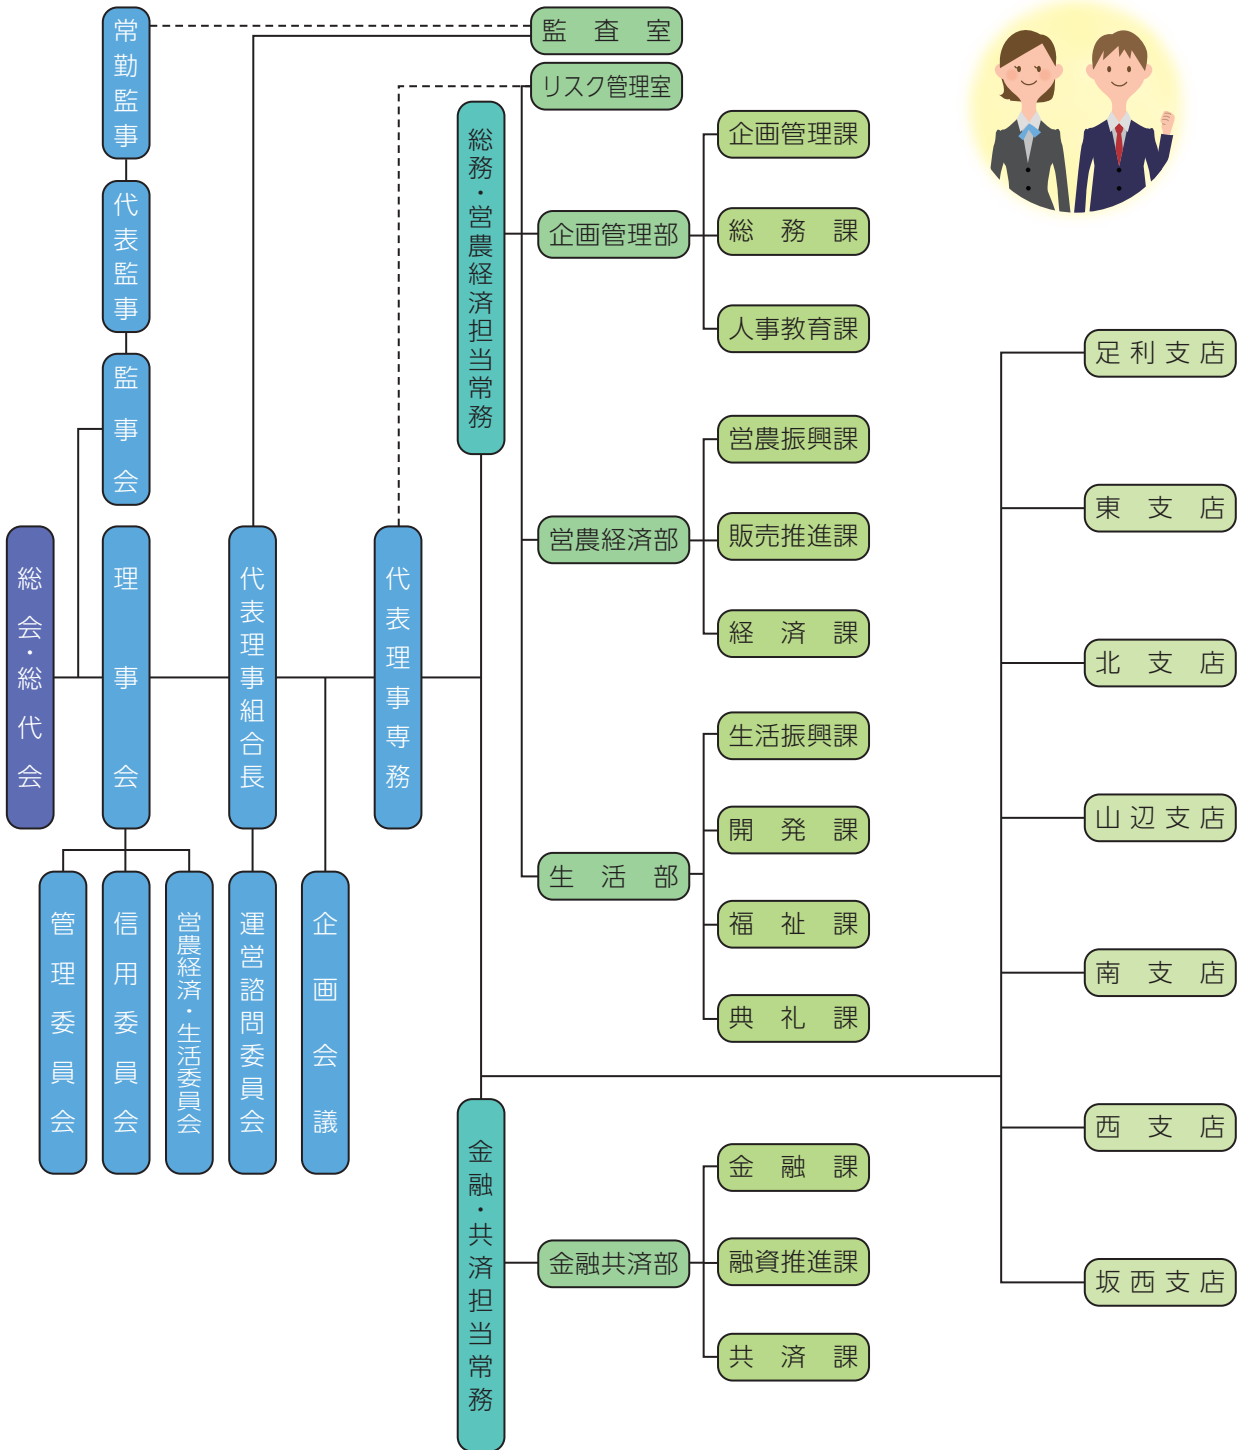 常勤監事
代表監事
監事会
総会・総代会
理事会
代表理事組合長
代表理事専務
管理委員会
信用委員会
営農経済・生活委員会
運営諮問委員会
企画会議
監査室
リスク管理室
総務・営農経済担当常務
企画管理部
企画管理課
総務課
人事教育課
営農経済部
営農振興課
販売推進課
経済課
生活部
生活振興課
開発課
福祉課
典礼課
金融・共済担当常務
金融共済部
金融課
融資推進課
共済課
足利支店
東支店
北支店
山辺支店
南支店
西支店
坂西支店